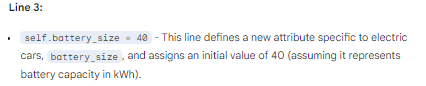 Line 3:
• self.battery_size = 40 - This line defines a new attribute specific to electric
cars, battery_size, and assigns an initial value of 40 (assuming it represents
battery capacity in kWh).